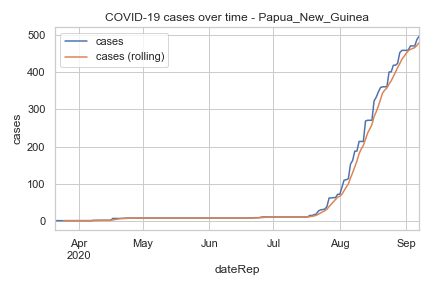 COVID-19 cases over time - Papua_New_Guinea
cases
cases (rolling)
500
400
300
200
100
0
cases
Apr
2020
May
Jun
Jul
Aug
Sep
dateRep